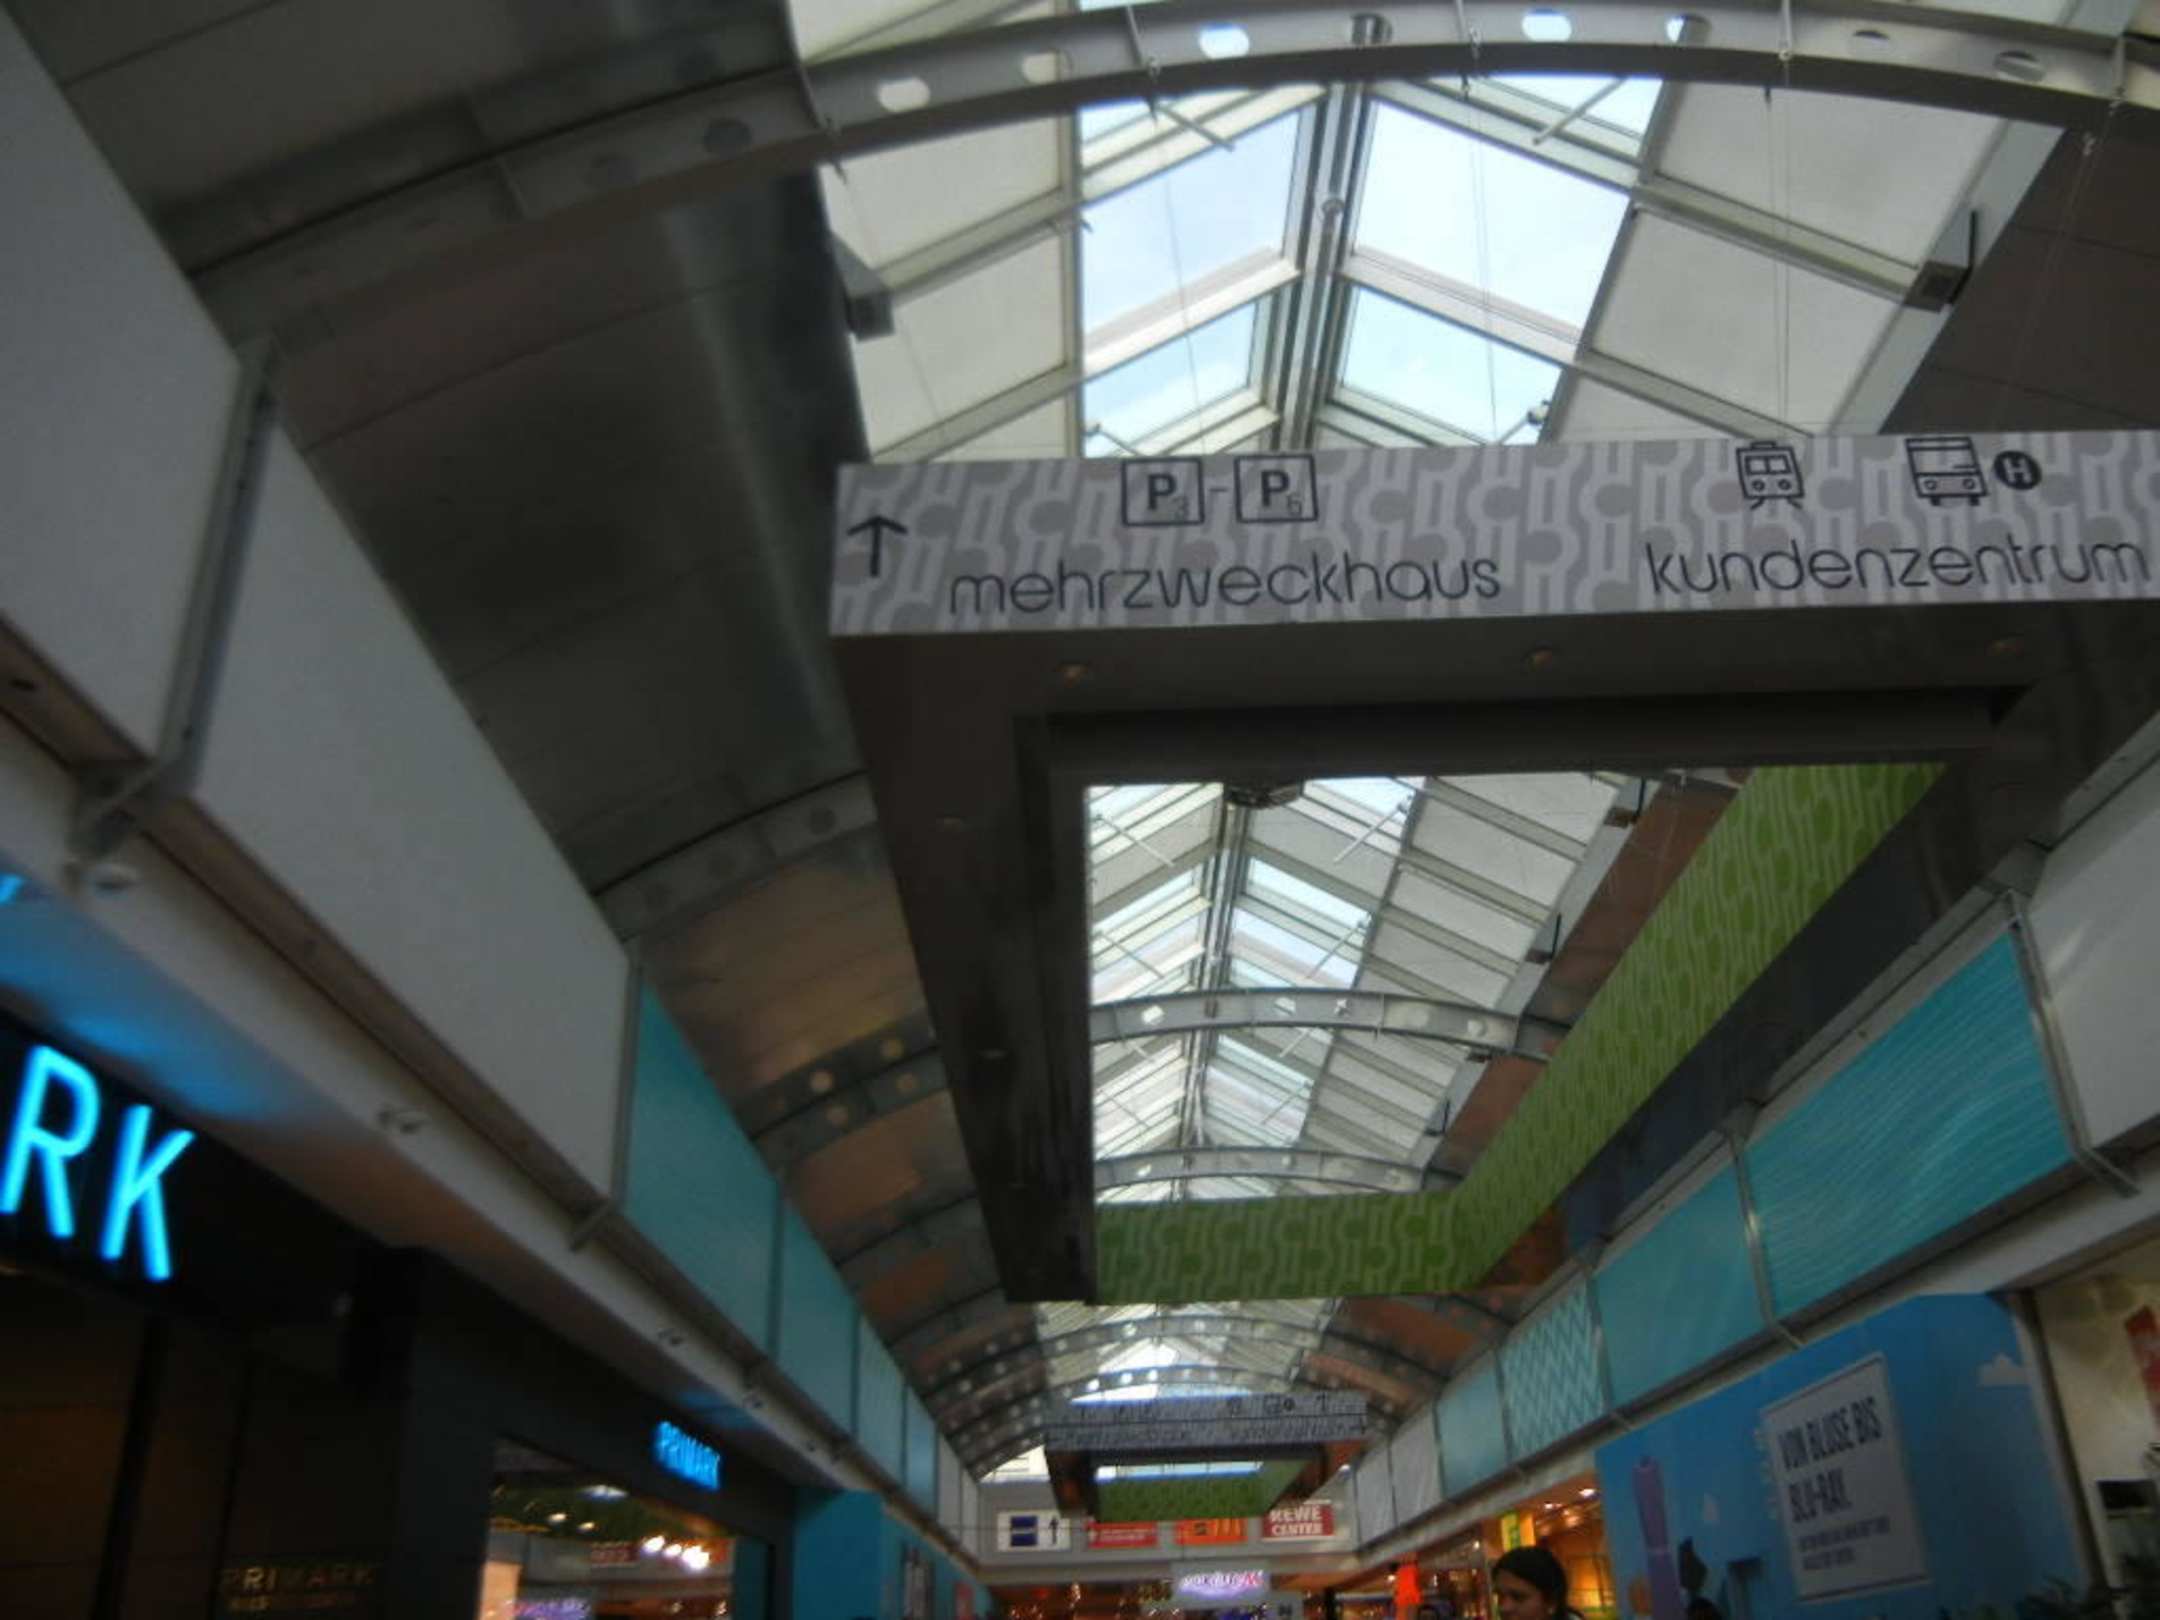 P3 - P6
H
mehrzweckhaus kundenzentrum
RK
PRIMARK
PRIMARK
VON BLUSE BIS
BLU-RAY.
REWE
CENTER